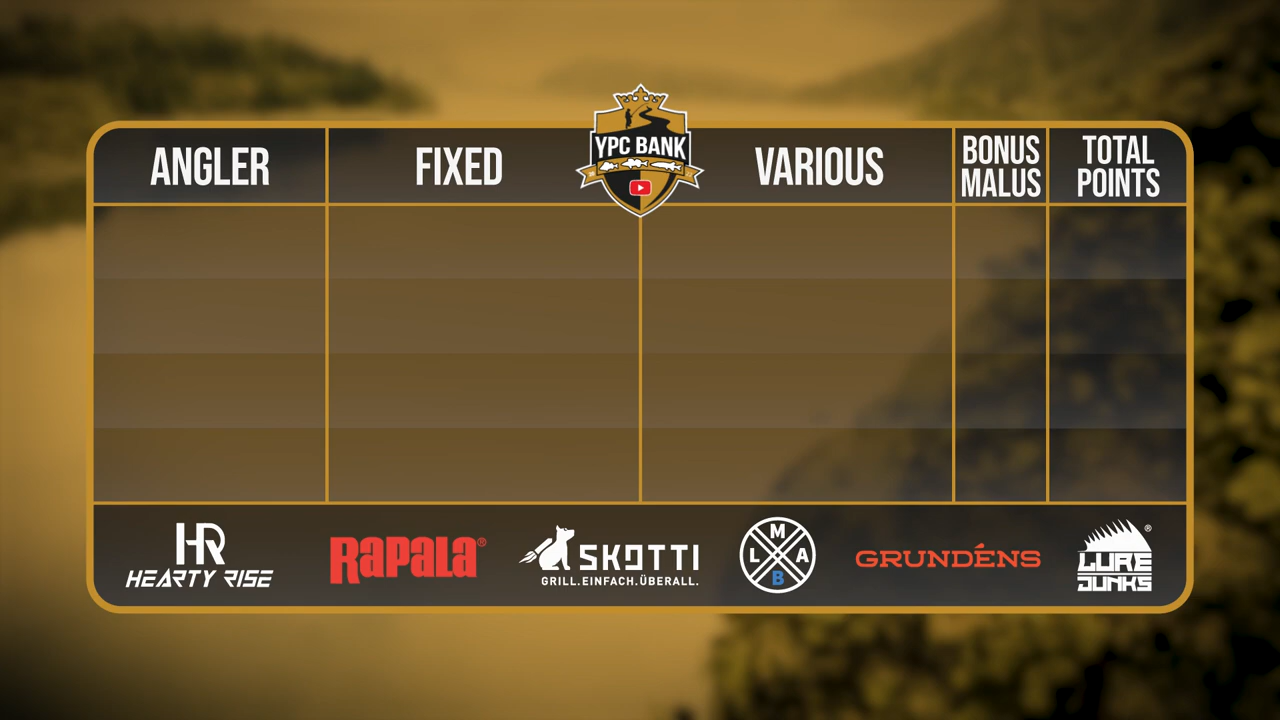 ANGLER
FIXED
YPC BANK
VARIOUS
BONUS
MALUS
TOTAL
POINTS
HR
HEARTY RISE
RAPALA®
SKOTTI
GRILL.EINFACH.ÜBERALL.
M
L A
B
GRUNDÉNS
®
LURE
JUNKS